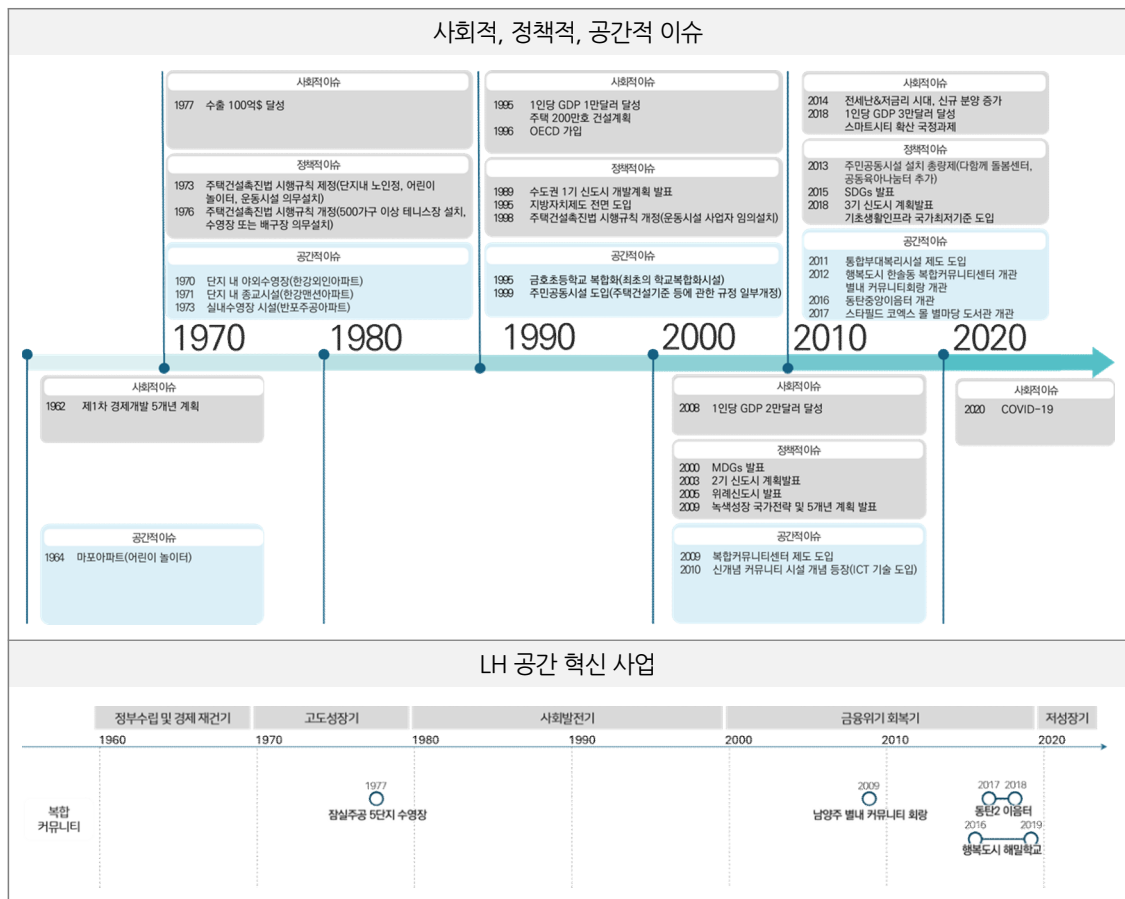 사회적, 정책적, 공간적 이슈
사회적이슈
1977 수출 100억$ 달성
정책적이슈
1973 주택건설촉진법 시행규칙 제정(단지내 노인정, 어린이
놀이터, 운동시설 의무설치)
1976 주택건설촉진법 시행규칙 개정(500가구 이상 테니스장 설치,
수영장 또는 배구장 의무설치)
공간적이슈
1970 단지 내 야외수영장(한강외인아파트)
1971 단지 내 종교시설(한강맨션아파트)
1973 실내수영장 시설(반포주공아파트)
사회적이슈
1995 1인당 GDP 1만달러 달성
주택 200만호 건설계획
1996 OECD 가입
정책적이슈
1989 수도권 1기 신도시 개발계획 발표
1995 지방자치제도 전면 도입
1998 주택건설촉진법 시행규칙 개정(운동시설 사업자 임의설치)
공간적이슈
1995 금호초등학교 복합화(최초의 학교복합화시설)
1999 주민공동시설 도입(주택건설기준 등에 관한 규정 일부개정)
사회적이슈
2014 전세난&저금리 시대, 신규 분양 증가
2018 1인당 GDP 3만달러 달성
스마트시티 확산 국정과제
정책적이슈
2013 주민공동시설 설치 총량제(다함께 돌봄센터,
공동육아나눔터 추가)
2015 SDGs 발표
2018 3기 신도시 계획발표
기초생활인프라 국가최저기준 도입
공간적이슈
2011 통합부대복리시설 제도 도입
2012 행복도시 한솔동 복합커뮤니티센터 개관
별내 커뮤니티회랑 개관
2016 동탄중앙이음터 개관
2017 스타필드 코엑스 몰 별마당 도서관 개관
1970 1980 1990 2000 2010 2020
사회적이슈
1962 제1차 경제개발 5개년 계획
공간적이슈
1964 마포아파트(어린이 놀이터)
사회적이슈
2008 1인당 GDP 2만달러 달성
정책적이슈
2000 MDGs 발표
2003 2기 신도시 계획발표
2005 위례신도시 발표
2009 녹색성장 국가전략 및 5개년 계획 발표
공간적이슈
2009 복합커뮤니티센터 제도 도입
2010 신개념 커뮤니티 시설 개념 등장(ICT 기술 도입)
사회적이슈
2020 COVID-19
LH 공간 혁신 사업
정부수립 및 경제 재건기 고도성장기 사회발전기 금융위기 회복기 저성장기
1960 1970 1980 1990 2000 2010 2020
복합
커뮤니티
1977
잠실주공 5단지 수영장
2009
남양주 별내 커뮤니티 회랑
2017 2018
동탄2 이음터
2016 2019
행복도시 해밀학교